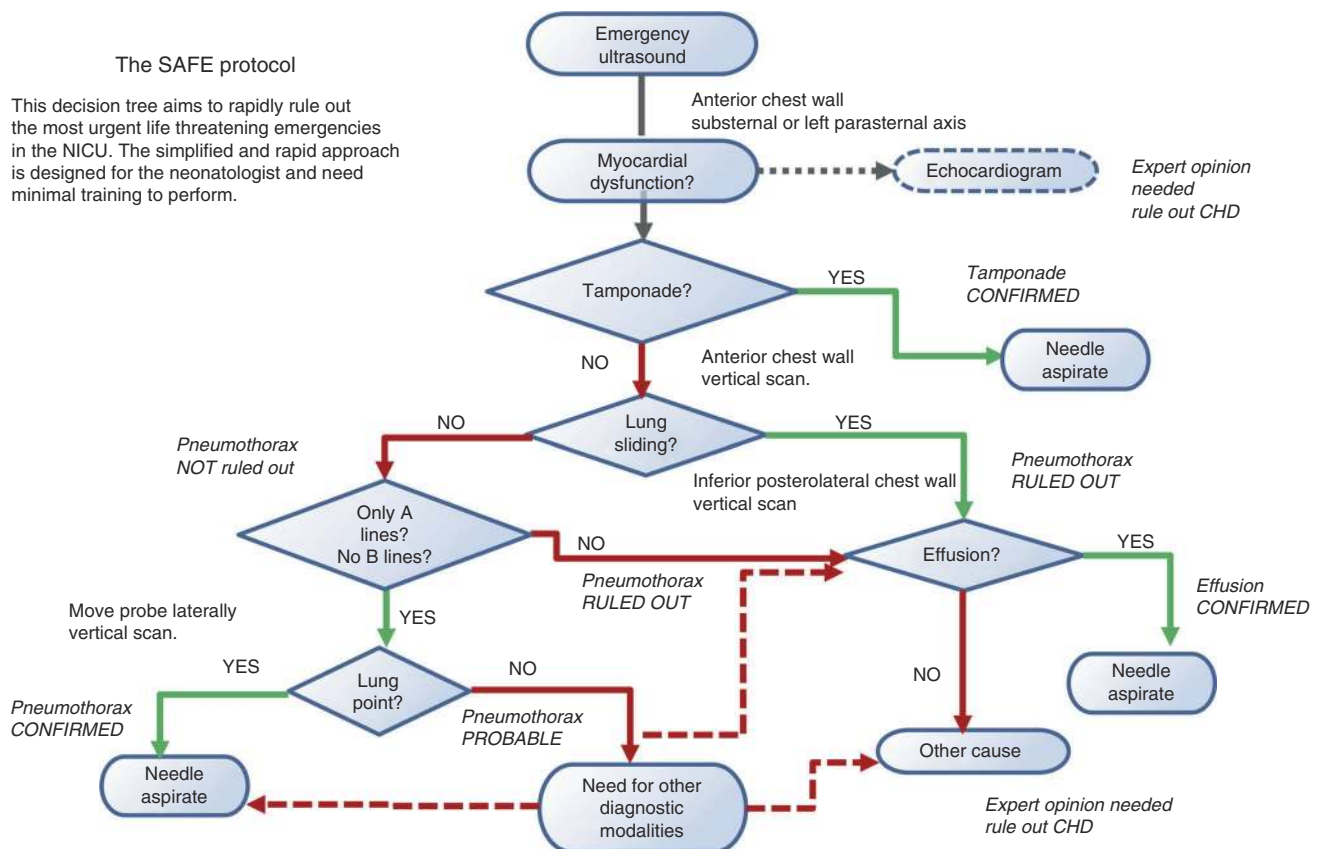 The SAFE protocol
This decision tree aims to rapidly rule out
the most urgent life threatening emergencies
in the NICU. The simplified and rapid approach
is designed for the neonatologist and need
minimal training to perform.
Emergency
ultrasound
Anterior chest wall
substernal or left parasternal axis
Myocardial
dysfunction?
Echocardiogram
Expert opinion
needed
rule out CHD
Tamponade?
YES
Tamponade
CONFIRMED
Needle
aspirate
NO
Anterior chest wall
vertical scan.
Lung
sliding?
NO
YES
Pneumothorax
NOT ruled out
Inferior posterolateral chest wall
vertical scan
Pneumothorax
RULED OUT
Only A
lines?
No B lines?
NO
Pneumothorax
RULED OUT
Effusion?
YES
Effusion
CONFIRMED
Needle
aspirate
Move probe laterally
vertical scan.
YES
YES
Lung
point?
NO
NO
Pneumothorax
CONFIRMED
Pneumothorax
PROBABLE
Needle
aspirate
Need for other
diagnostic
modalities
Other cause
Expert opinion needed
rule out CHD